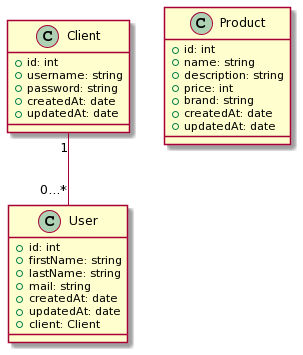 C Client
id: int
username: string
password: string
createdAt: date
updatedAt: date
C Product
id: int
name: string
description: string
price: int
brand: string
createdAt: date
updatedAt: date
1
0...*
C User
id: int
firstName: string
lastName: string
mail: string
createdAt: date
updatedAt: date
client: Client